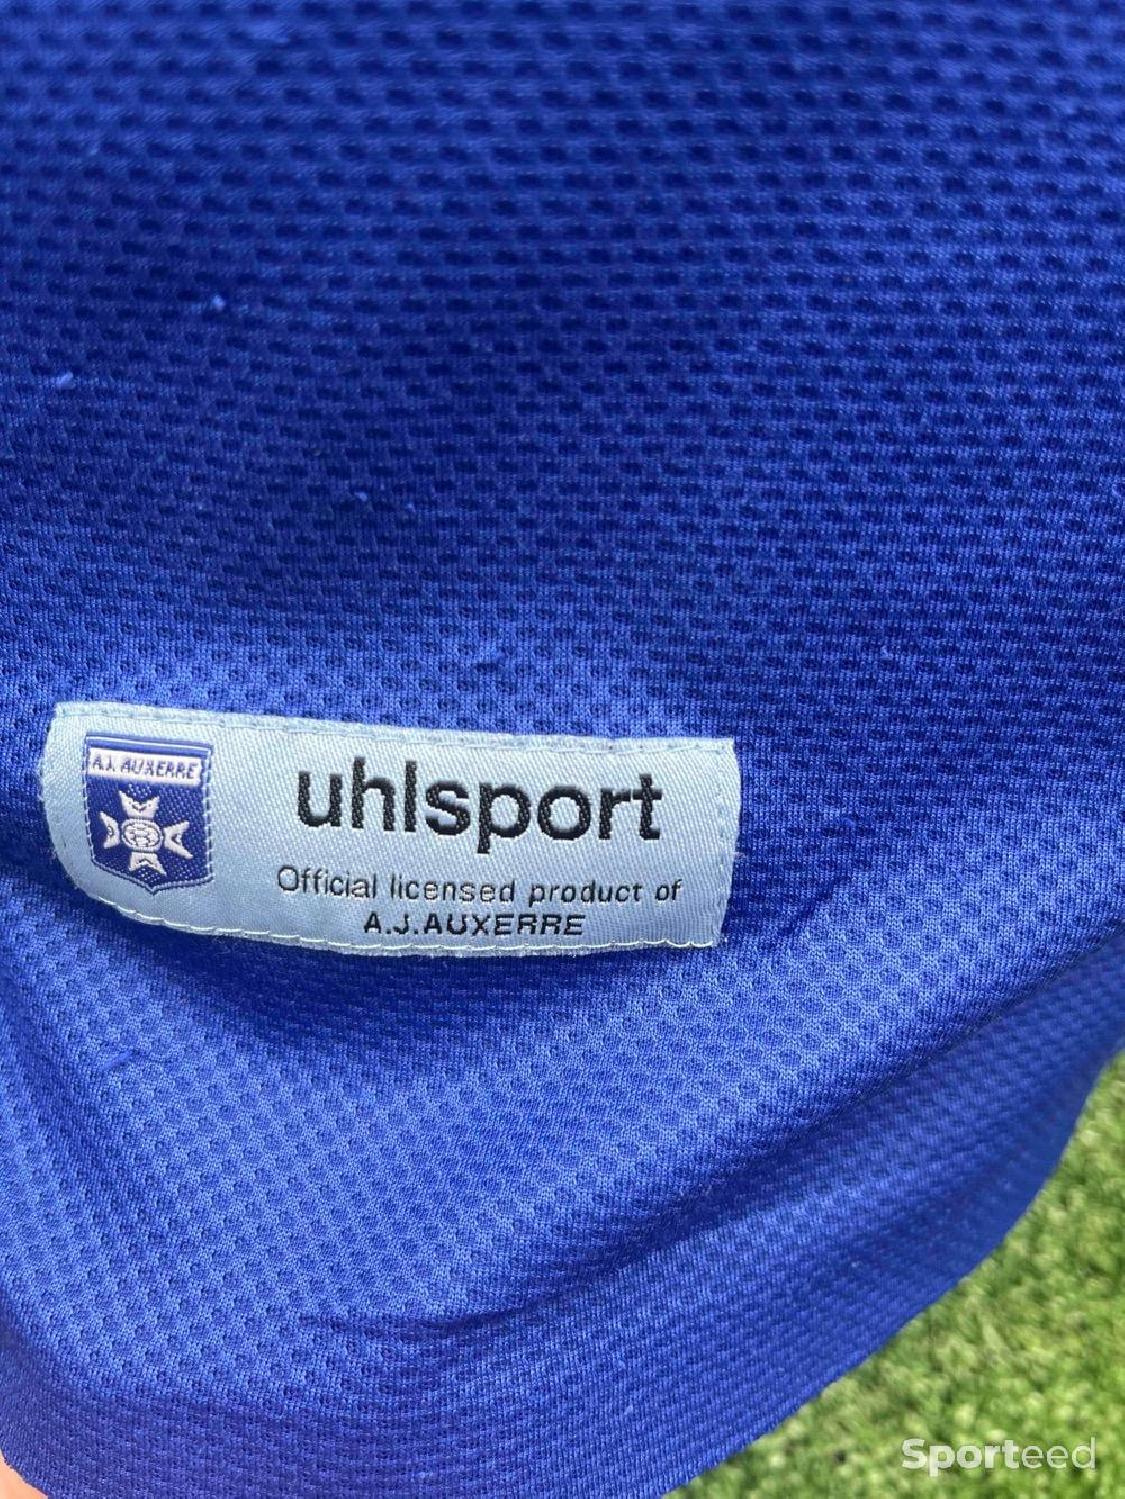 A.J. AUXERRE
uhlsport
Official licensed product of
A.J.AUXERRE
Sporteed